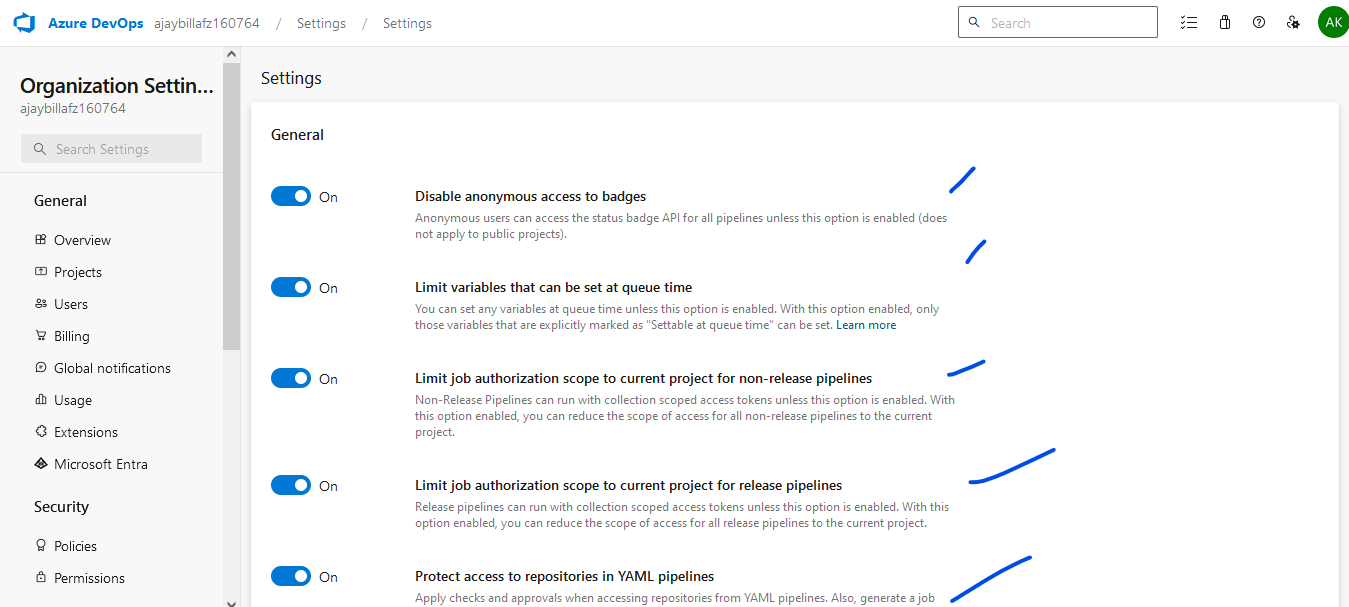 Azure DevOps ajaybillafz160764 / Settings / Settings
Search
AK
Organization Settin...
ajaybillafz160764
Search Settings
General
Overview
Projects
Users
Billing
Global notifications
Usage
Extensions
Microsoft Entra
Security
Policies
Permissions
Settings
General
On
Disable anonymous access to badges
Anonymous users can access the status badge API for all pipelines unless this option is enabled (does
not apply to public projects).
On
Limit variables that can be set at queue time
You can set any variables at queue time unless this option is enabled. With this option enabled, only
those variables that are explicitly marked as "Settable at queue time" can be set. Learn more
On
Limit job authorization scope to current project for non-release pipelines
Non-Release Pipelines can run with collection scoped access tokens unless this option is enabled. With
this option enabled, you can reduce the scope of access for all non-release pipelines to the current
project.
On
Limit job authorization scope to current project for release pipelines
Release pipelines can run with collection scoped access tokens unless this option is enabled. With this
option enabled, you can reduce the scope of access for all release pipelines to the current project.
On
Protect access to repositories in YAML pipelines
Apply checks and approvals when accessing repositories from YAML pipelines. Also, generate a job